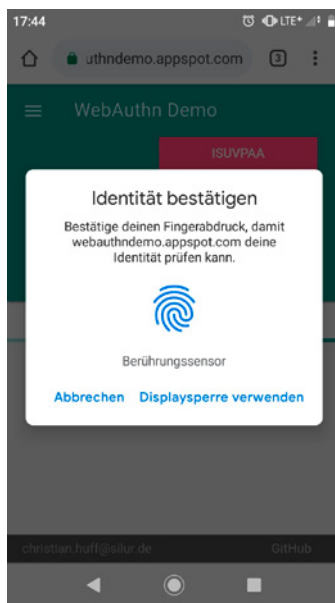 17:44 LTE+
uthndemo.appspot.com 3
WebAuthn Demo
ISUVPAA
Identität bestätigen
Bestätige deinen Fingerabdruck, damit
webauthndemo.appspot.com deine
Identität prüfen kann.
Berührungssensor
Abbrechen Displaysperre verwenden
christian.huff@silur.de GitHub